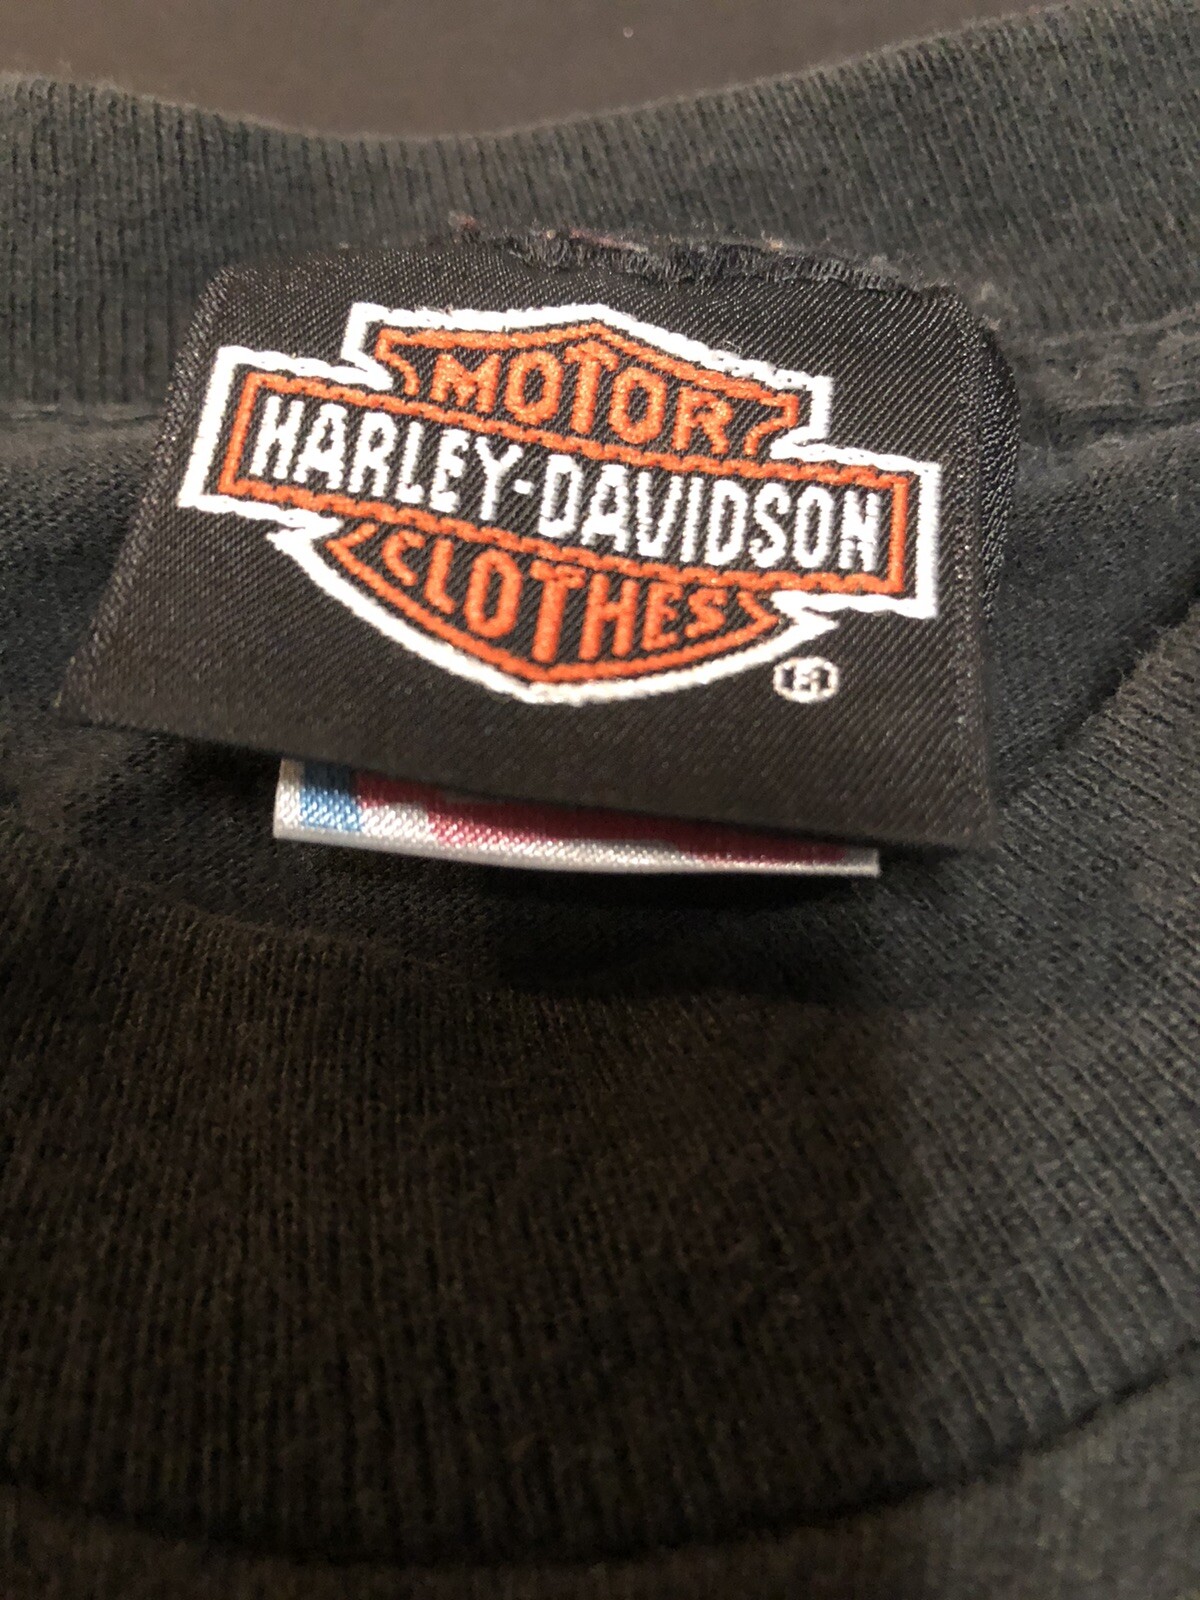 MOTOR
HARLEY-DAVIDSON
CLOTHES
®